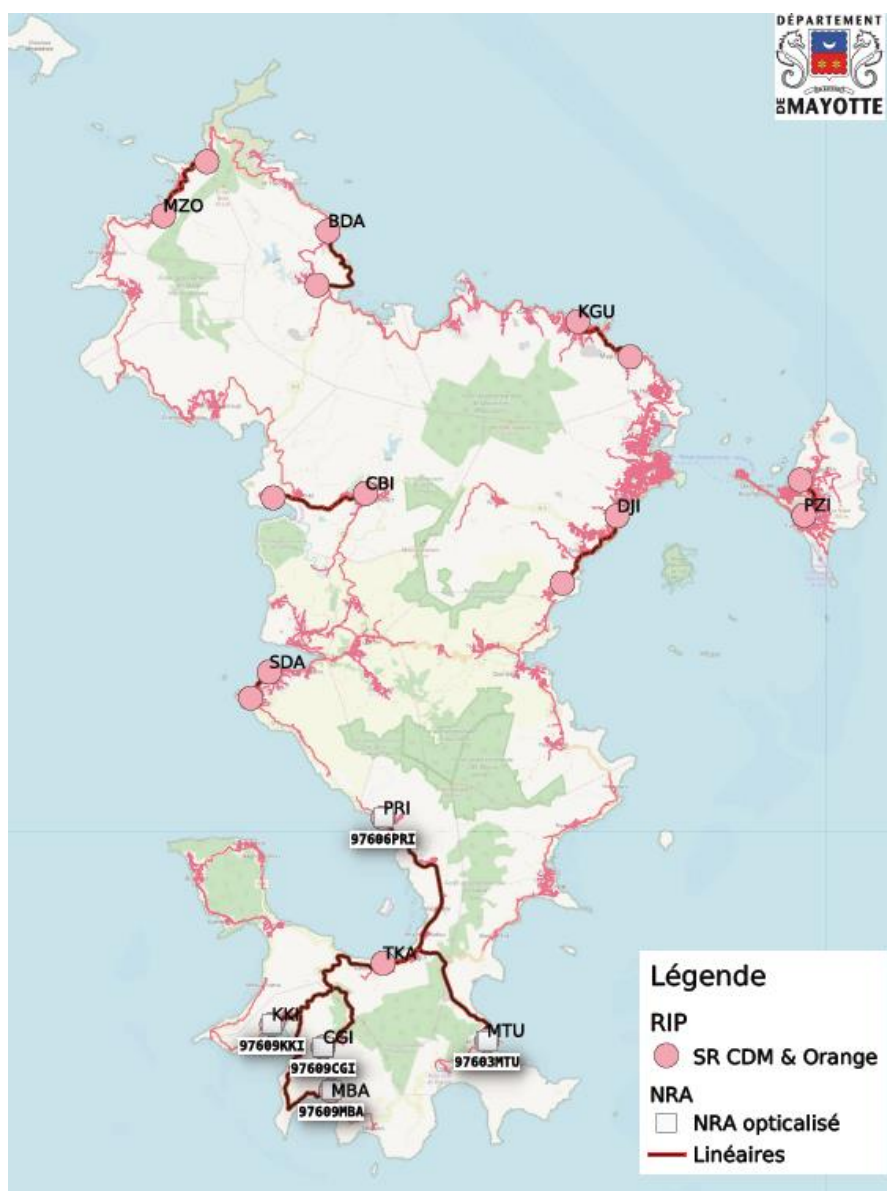 DÉPARTEMENT
DE MAYOTTE
MZO
BDA
KGU
CBI
DJI
PZI
SDA
PRI
97606PRI
TKA
KKI
97609KKI
CGI
97609CGI
MTU
97603MTU
MBA
97609MBA
Légende
RIP
SR CDM & Orange
NRA
NRA opticalisé
Linéaires